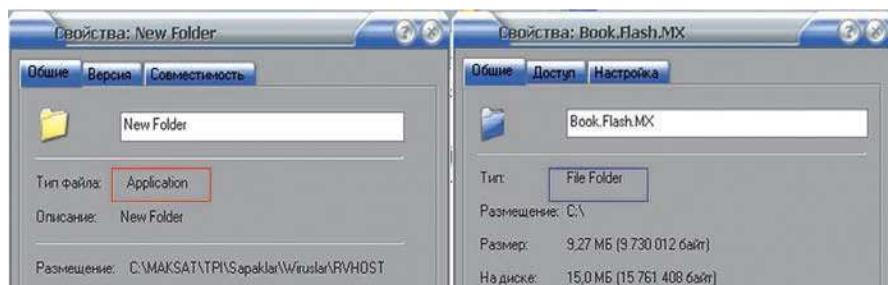 Свойства: New Folder
Общие Версия Совместимость
New Folder
Тип файла: Application
Описание: New Folder
Размещение: C:\MAKSAT\TPI\Sapaklar\Wiruslar\RVHOST
Свойства: Book.Flash.MX
Общие Доступ Настройка
Book.Flash.MX
Тип: File Folder
Размещение: C:\
Размер: 9,27 МБ (9 730 012 байт)
На диске: 15,0 МБ (15 761 408 байт)